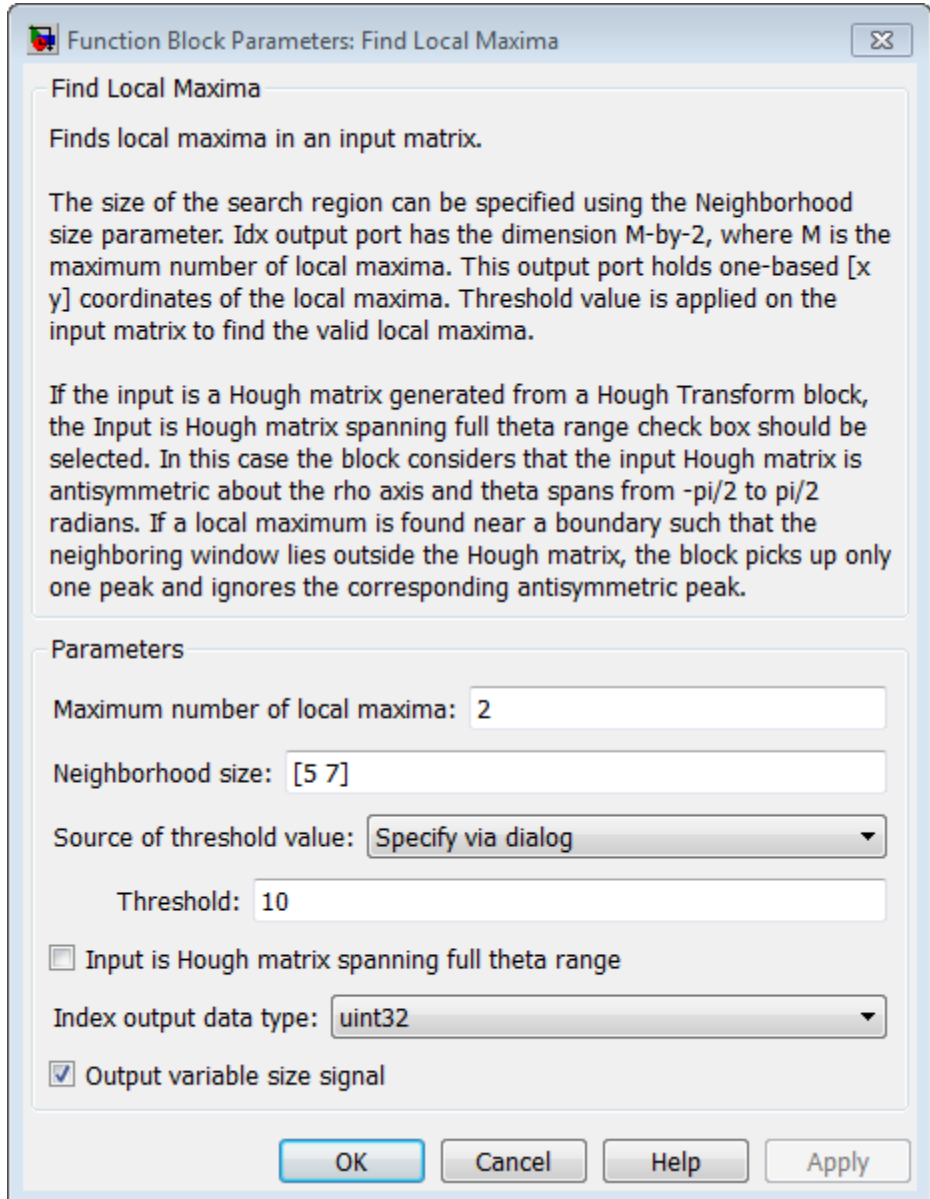 Function Block Parameters: Find Local Maxima
Find Local Maxima
Finds local maxima in an input matrix.
The size of the search region can be specified using the Neighborhood
size parameter. Idx output port has the dimension M-by-2, where M is the
maximum number of local maxima. This output port holds one-based [x
y] coordinates of the local maxima. Threshold value is applied on the
input matrix to find the valid local maxima.
If the input is a Hough matrix generated from a Hough Transform block,
the Input is Hough matrix spanning full theta range check box should be
selected. In this case the block considers that the input Hough matrix is
antisymmetric about the rho axis and theta spans from -pi/2 to pi/2
radians. If a local maximum is found near a boundary such that the
neighboring window lies outside the Hough matrix, the block picks up only
one peak and ignores the corresponding antisymmetric peak.
Parameters
Maximum number of local maxima: 2
Neighborhood size: [5 7]
Source of threshold value: Specify via dialog
Threshold: 10
Input is Hough matrix spanning full theta range
Index output data type: uint32
Output variable size signal
OK Cancel Help Apply